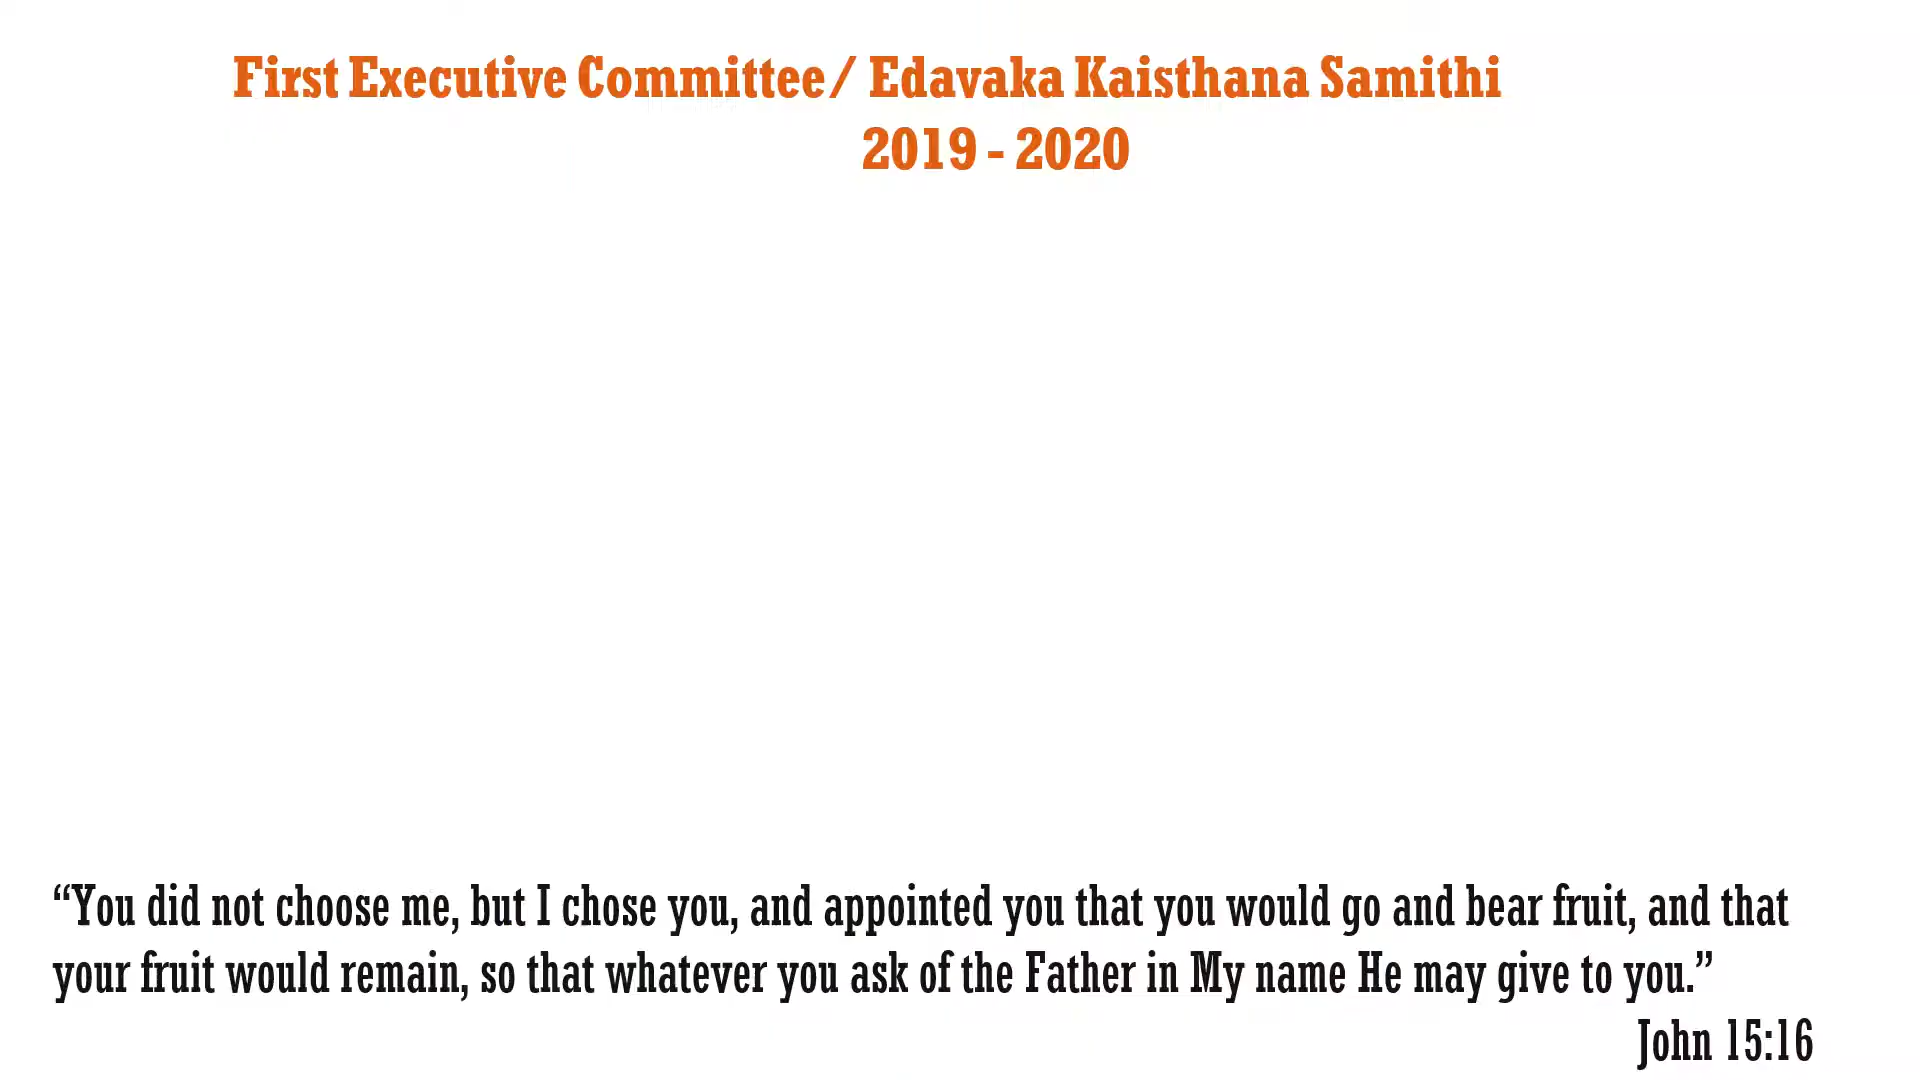 First Executive Committee/ Edavaka Kaisthana Samithi
2019 - 2020
“You did not choose me, but I chose you, and appointed you that you would go and bear fruit, and that
your fruit would remain, so that whatever you ask of the Father in My name He may give to you.”
John 15:16